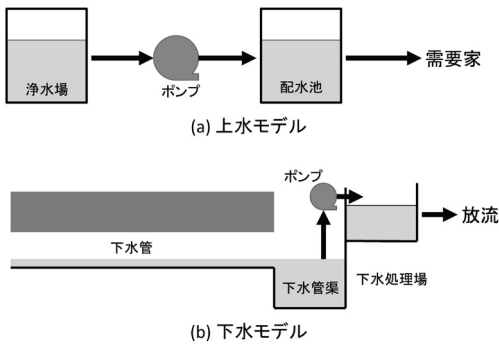 浄水場
ポンプ
配水池
需要家
(a) 上水モデル
ポンプ
放流
下水管
下水管渠
下水処理場
(b) 下水モデル